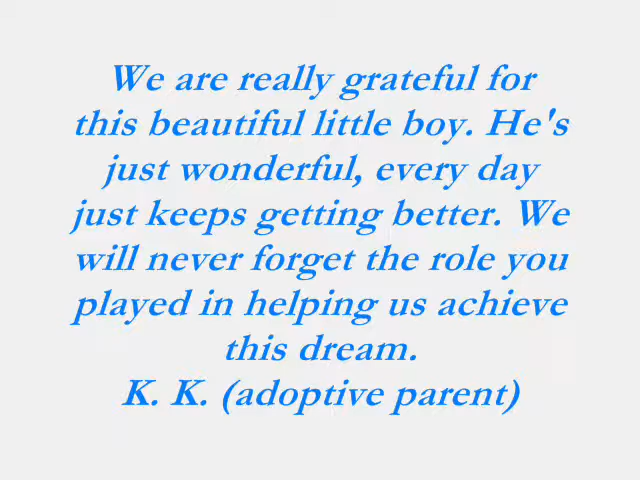 We are really grateful for
this beautiful little boy. He's
just wonderful, every day
just keeps getting better. We
will never forget the role you
played in helping us achieve
this dream.
K. K. (adoptive parent)